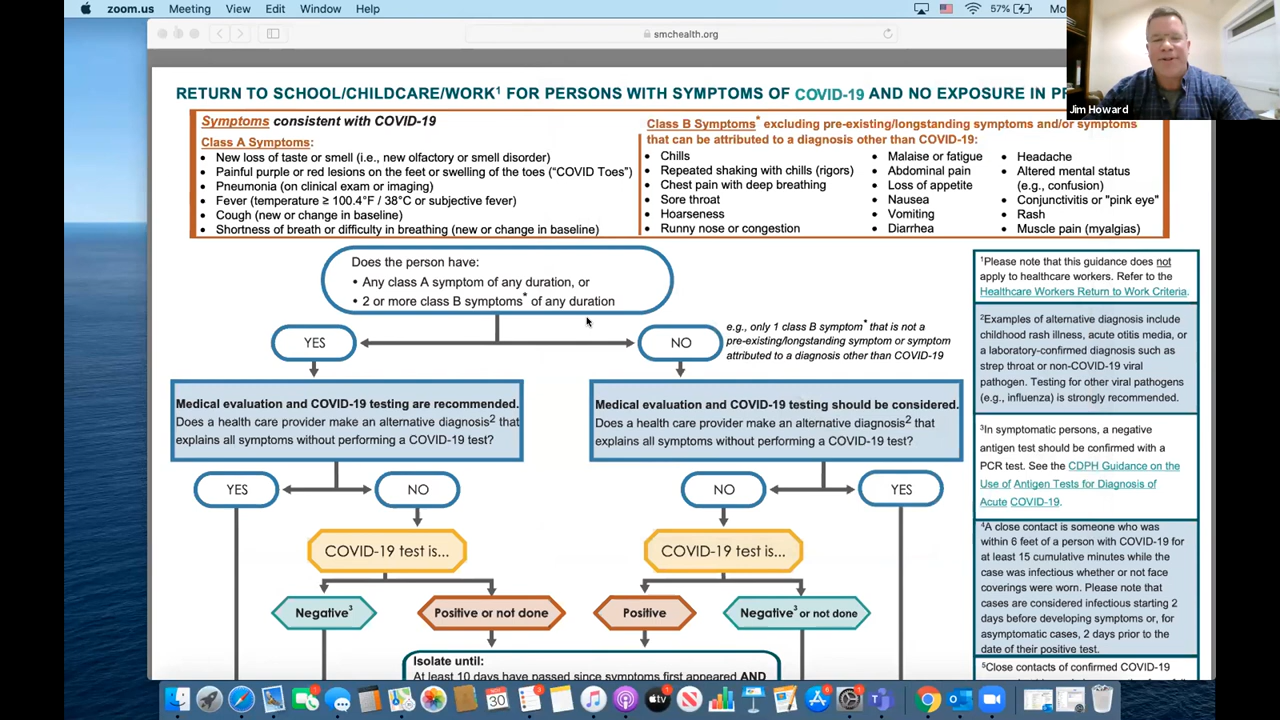 zoom.us Meeting View Edit Window Help
57%
Mo
smchealth.org
Jim Howard
RETURN TO SCHOOL/CHILDCARE/WORK¹ FOR PERSONS WITH SYMPTOMS OF COVID-19 AND NO EXPOSURE IN
Symptoms consistent with COVID-19
Class A Symptoms:
• New loss of taste or smell (i.e., new olfactory or smell disorder)
• Painful purple or red lesions on the feet or swelling of the toes (“COVID Toes”)
• Pneumonia (on clinical exam or imaging)
• Fever (temperature ≥ 100.4°F / 38°C or subjective fever)
• Cough (new or change in baseline)
• Shortness of breath or difficulty in breathing (new or change in baseline)
Class B Symptoms* excluding pre-existing/longstanding symptoms and/or symptoms
that can be attributed to a diagnosis other than COVID-19:
• Chills
• Repeated shaking with chills (rigors)
• Chest pain with deep breathing
• Sore throat
• Hoarseness
• Runny nose or congestion
• Malaise or fatigue
• Abdominal pain
• Loss of appetite
• Nausea
• Vomiting
• Diarrhea
• Headache
• Altered mental status
(e.g., confusion)
• Conjunctivitis or "pink eye"
• Rash
• Muscle pain (myalgias)
Does the person have:
• Any class A symptom of any duration, or
• 2 or more class B symptoms* of any duration
YES
NO
e.g., only 1 class B symptom* that is not a
pre-existing/longstanding symptom or symptom
attributed to a diagnosis other than COVID-19
Medical evaluation and COVID-19 testing are recommended.
Does a health care provider make an alternative diagnosis² that
explains all symptoms without performing a COVID-19 test?
Medical evaluation and COVID-19 testing should be considered.
Does a health care provider make an alternative diagnosis² that
explains all symptoms without performing a COVID-19 test?
YES
NO
NO
YES
COVID-19 test is...
COVID-19 test is...
Negative³
Positive or not done
Positive
Negative³ or not done
Isolate until:
At least 10 days have passed since symptoms first appeared AND
¹Please note that this guidance does not
apply to healthcare workers. Refer to the
Healthcare Workers Return to Work Criteria.
²Examples of alternative diagnosis include
childhood rash illness, acute otitis media, or
a laboratory-confirmed diagnosis such as
strep throat or non-COVID-19 viral
pathogen. Testing for other viral pathogens
(e.g., influenza) is strongly recommended.
³In symptomatic persons, a negative
antigen test should be confirmed with a
PCR test. See the CDPH Guidance on the
Use of Antigen Tests for Diagnosis of
Acute COVID-19.
⁴A close contact is someone who was
within 6 feet of a person with COVID-19 for
at least 15 cumulative minutes while the
case was infectious whether or not face
coverings were worn. Please note that
cases are considered infectious starting 2
days before developing symptoms or, for
asymptomatic cases, 2 days prior to the
date of their positive test.
⁵Close contacts of confirmed COVID-19
30
tv